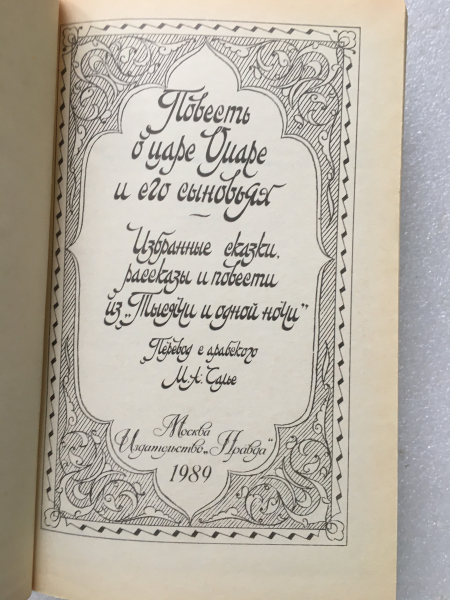 Повесть
о царе Омаре
и его сыновьях
Избранные сказки,
рассказы и повести
из „Тысячи и одной ночи"
Перевод с арабского
М. А. Салье
Москва
Издательство „Правда"
1989